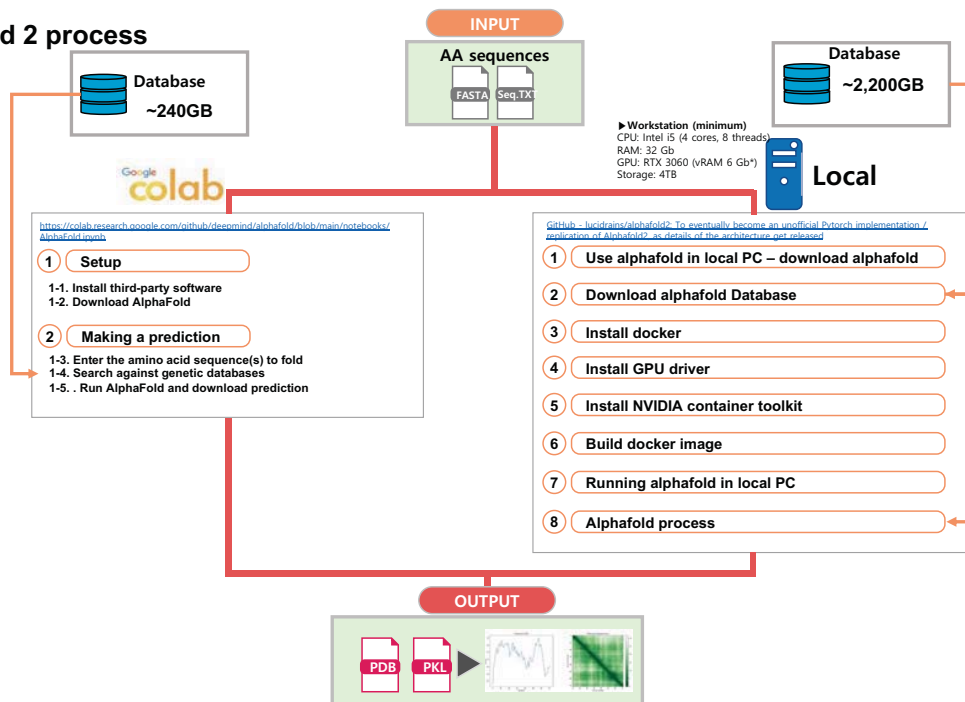 d 2 process
INPUT
AA sequences
FASTA
Seq.TXT
Database
~240GB
Database
~2,200GB
▶Workstation (minimum)
CPU: Intel i5 (4 cores, 8 threads)
RAM: 32 Gb
GPU: RTX 3060 (vRAM 6 Gb*)
Storage: 4TB
Local
Google
colab
https://colab.research.google.com/github/deepmind/alphafold/blob/main/notebooks/
AlphaFold.ipynb
1 Setup
1-1. Install third-party software
1-2. Download AlphaFold
2 Making a prediction
1-3. Enter the amino acid sequence(s) to fold
1-4. Search against genetic databases
1-5. . Run AlphaFold and download prediction
GitHub - lucidrains/alphafold2: To eventually become an unofficial Pytorch implementation /
replication of Alphafold2, as details of the architecture get released
1 Use alphafold in local PC – download alphafold
2 Download alphafold Database
3 Install docker
4 Install GPU driver
5 Install NVIDIA container toolkit
6 Build docker image
7 Running alphafold in local PC
8 Alphafold process
OUTPUT
PDB
PKL